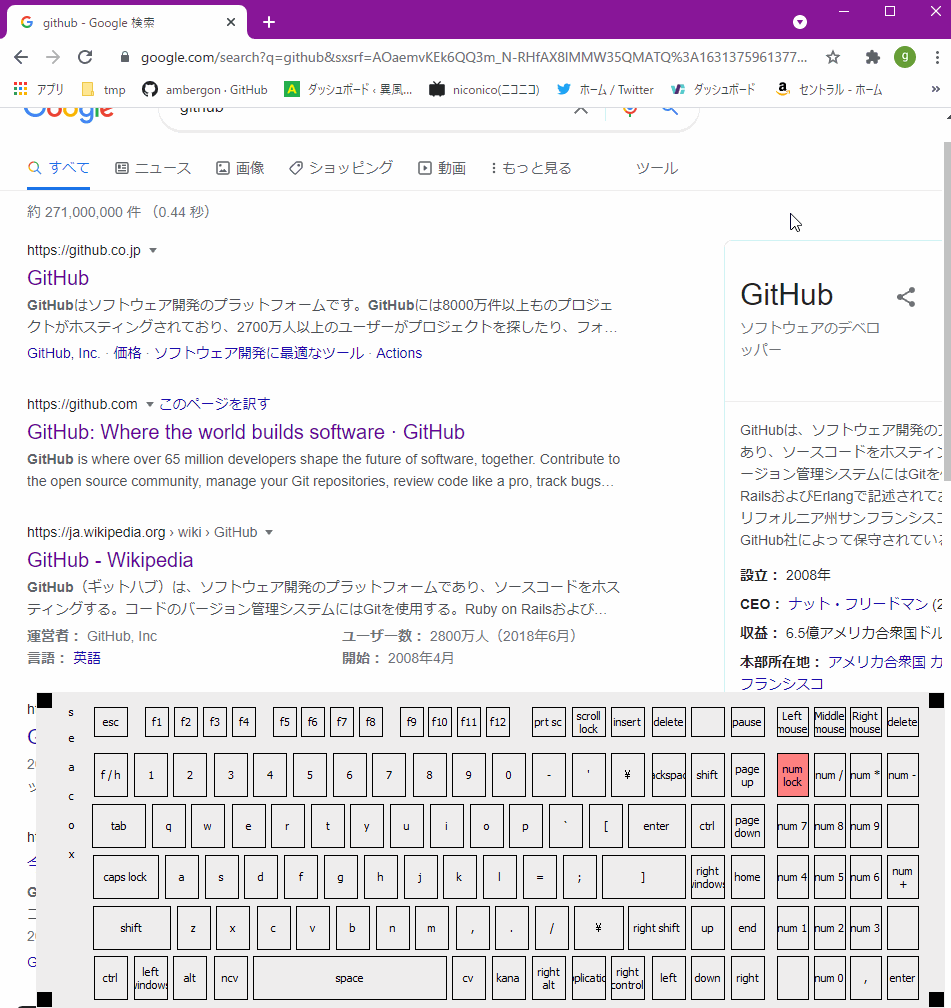 github - Google 検索
google.com/search?q=github&sxsrf=AOaemvKEk6QQ3m_N-RHfAX8IMMW35QMATQ%3A1631375961377...
g
アプリ tmp ambergon · GitHub ダッシュボード ‹ 異風... niconico(ニコニコ) ホーム / Twitter ダッシュボード セントラル - ホーム »
Google github
すべて ニュース 画像 ショッピング 動画 もっと見る ツール
約 271,000,000 件 （0.44 秒）
https://github.co.jp
GitHub
GitHubはソフトウェア開発のプラットフォームです。GitHubには8000万件以上ものプロジェ
クトがホスティングされており、2700万人以上のユーザーがプロジェクトを探したり、フォ...
GitHub, Inc. · 価格 · ソフトウェア開発に最適なツール · Actions
https://github.com このページを訳す
GitHub: Where the world builds software · GitHub
GitHub is where over 65 million developers shape the future of software, together. Contribute to
the open source community, manage your Git repositories, review code like a pro, track bugs...
https://ja.wikipedia.org › wiki › GitHub
GitHub - Wikipedia
GitHub（ギットハブ）は、ソフトウェア開発のプラットフォームであり、ソースコードをホス
ティングする。コードのバージョン管理システムにはGitを使用する。Ruby on Railsおよび...
運営者： GitHub, Inc ユーザー数： 2800万人（2018年6月）
言語： 英語 開始： 2008年4月
GitHub
ソフトウェアのデベロ
ッパー
GitHubは、ソフトウェア開発のプ
あり、ソースコードをホスティン
ージョン管理システムにはGitを
RailsおよびErlangで記述されてお
リフォルニア州サンフランシスコ
GitHub社によって保守されている
設立： 2008年
CEO： ナット・フリードマン (2
収益： 6.5億アメリカ合衆国ドル
本部所在地： アメリカ合衆国 カ
フランシスコ
s
e
a
c
o
x
esc f1 f2 f3 f4 f5 f6 f7 f8 f9 f10 f11 f12 prt sc scroll lock insert delete pause Left mouse Middle mouse Right mouse delete
f / h 1 2 3 4 5 6 7 8 9 0 - ' ¥ ackspac shift page up num lock num / num * num -
tab q w e r t y u i o p ` [ enter ctrl page down num 7 num 8 num 9
caps lock a s d f g h j k l = ; ] right windows home num 4 num 5 num 6 num +
shift z x c v b n m , . / ¥ right shift up end num 1 num 2 num 3
ctrl left windows alt ncv space cv kana right alt pplicatio right control left down right num 0 , enter